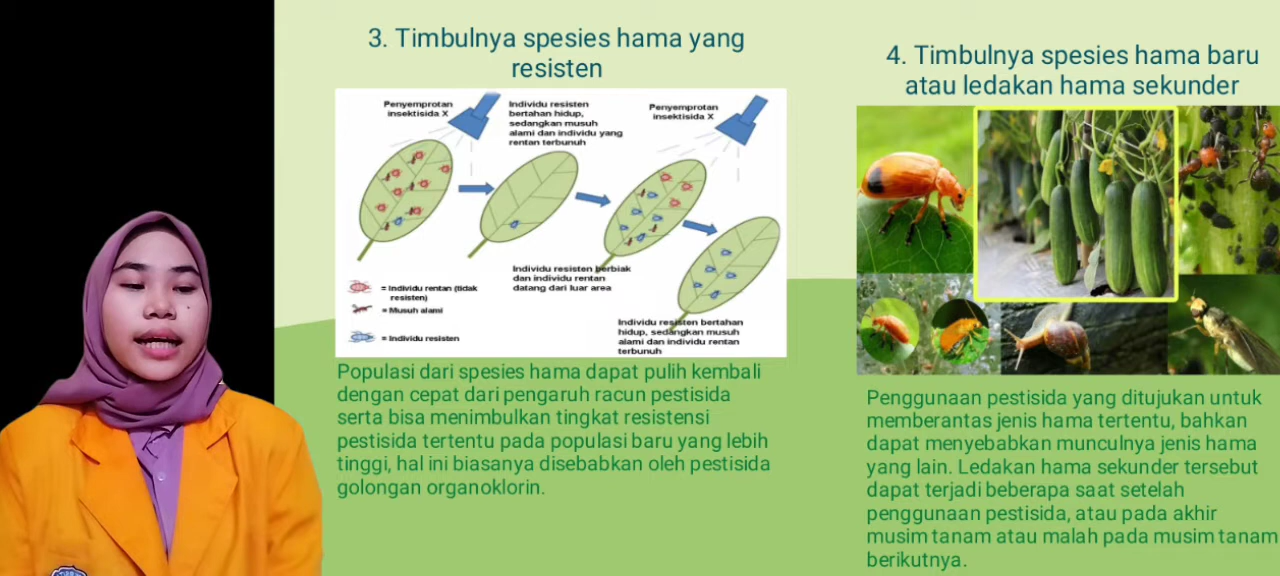 3. Timbulnya spesies hama yang
resisten
Penyemprotan
insektisida X
Individu resisten
bertahan hidup,
sedangkan musuh
alami dan individu yang
rentan terbunuh
Penyemprotan
insektisida X
Individu resisten berbiak
dan individu rentan
datang dari luar area
= Individu rentan (tidak
resisten)
= Musuh alami
= Individu resisten
Individu resisten bertahan
hidup, sedangkan musuh
alami dan individu rentan
terbunuh
Populasi dari spesies hama dapat pulih kembali
dengan cepat dari pengaruh racun pestisida
serta bisa menimbulkan tingkat resistensi
pestisida tertentu pada populasi baru yang lebih
tinggi, hal ini biasanya disebabkan oleh pestisida
golongan organoklorin.
4. Timbulnya spesies hama baru
atau ledakan hama sekunder
Penggunaan pestisida yang ditujukan untuk
memberantas jenis hama tertentu, bahkan
dapat menyebabkan munculnya jenis hama
yang lain. Ledakan hama sekunder tersebut
dapat terjadi beberapa saat setelah
penggunaan pestisida, atau pada akhir
musim tanam atau malah pada musim tanam
berikutnya.